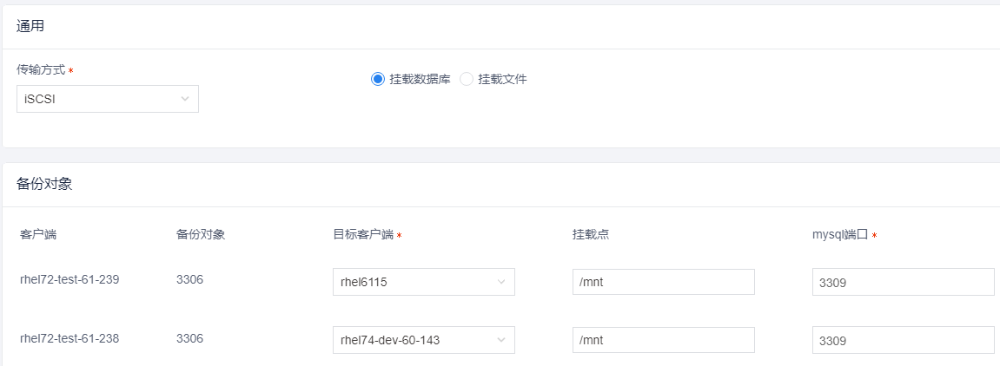 通用
传输方式 *
挂载数据库 挂载文件
iSCSI
备份对象
客户端 备份对象 目标客户端 * 挂载点 mysql端口 *
rhel72-test-61-239 3306 rhel6115 /mnt 3309
rhel72-test-61-238 3306 rhel74-dev-60-143 /mnt 3309